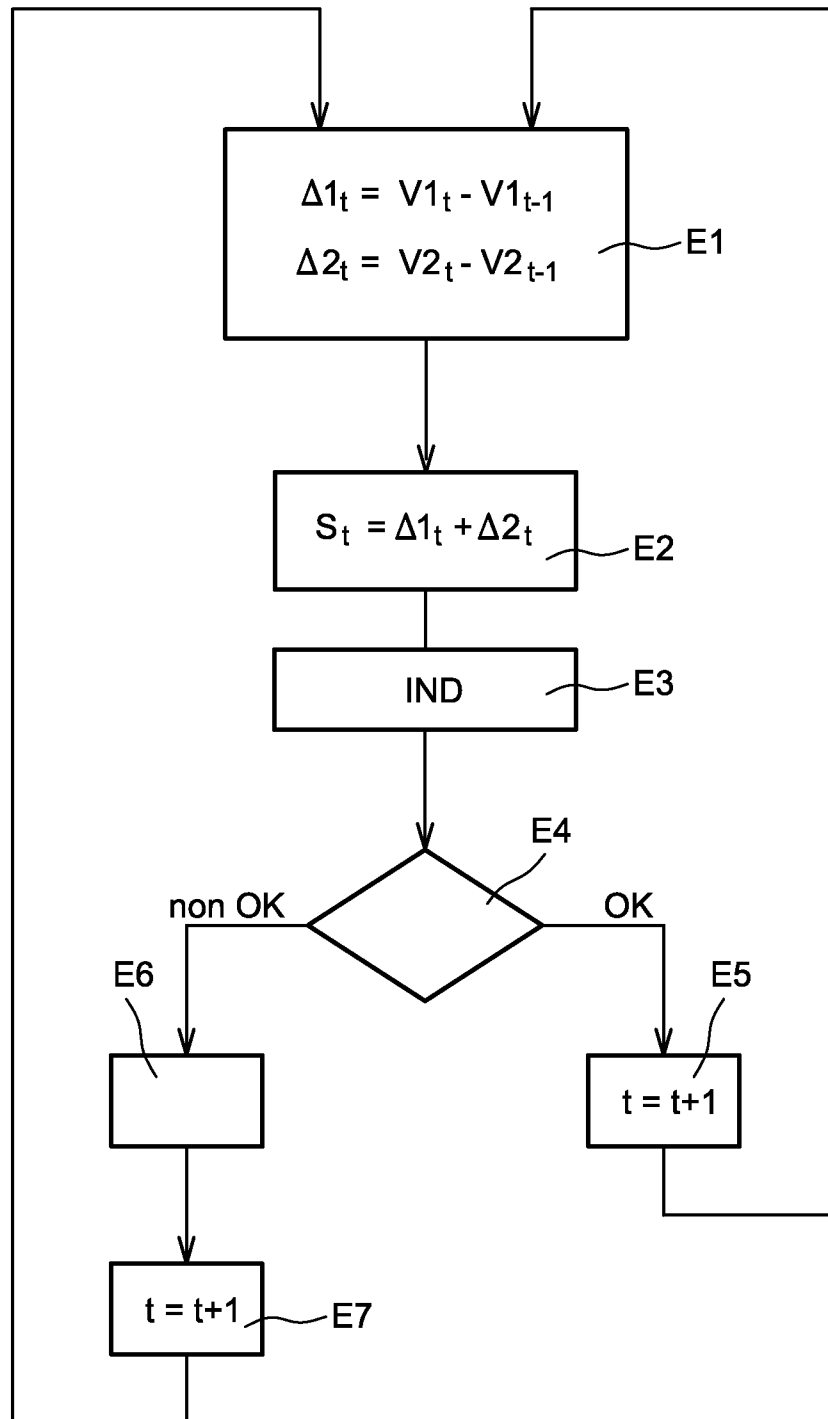 Δ1t = V1t - V1t-1
Δ2t = V2t - V2t-1
E1
St = Δ1t + Δ2t
E2
IND
E3
E4
non OK
OK
E6
E5
t = t+1
t = t+1
E7